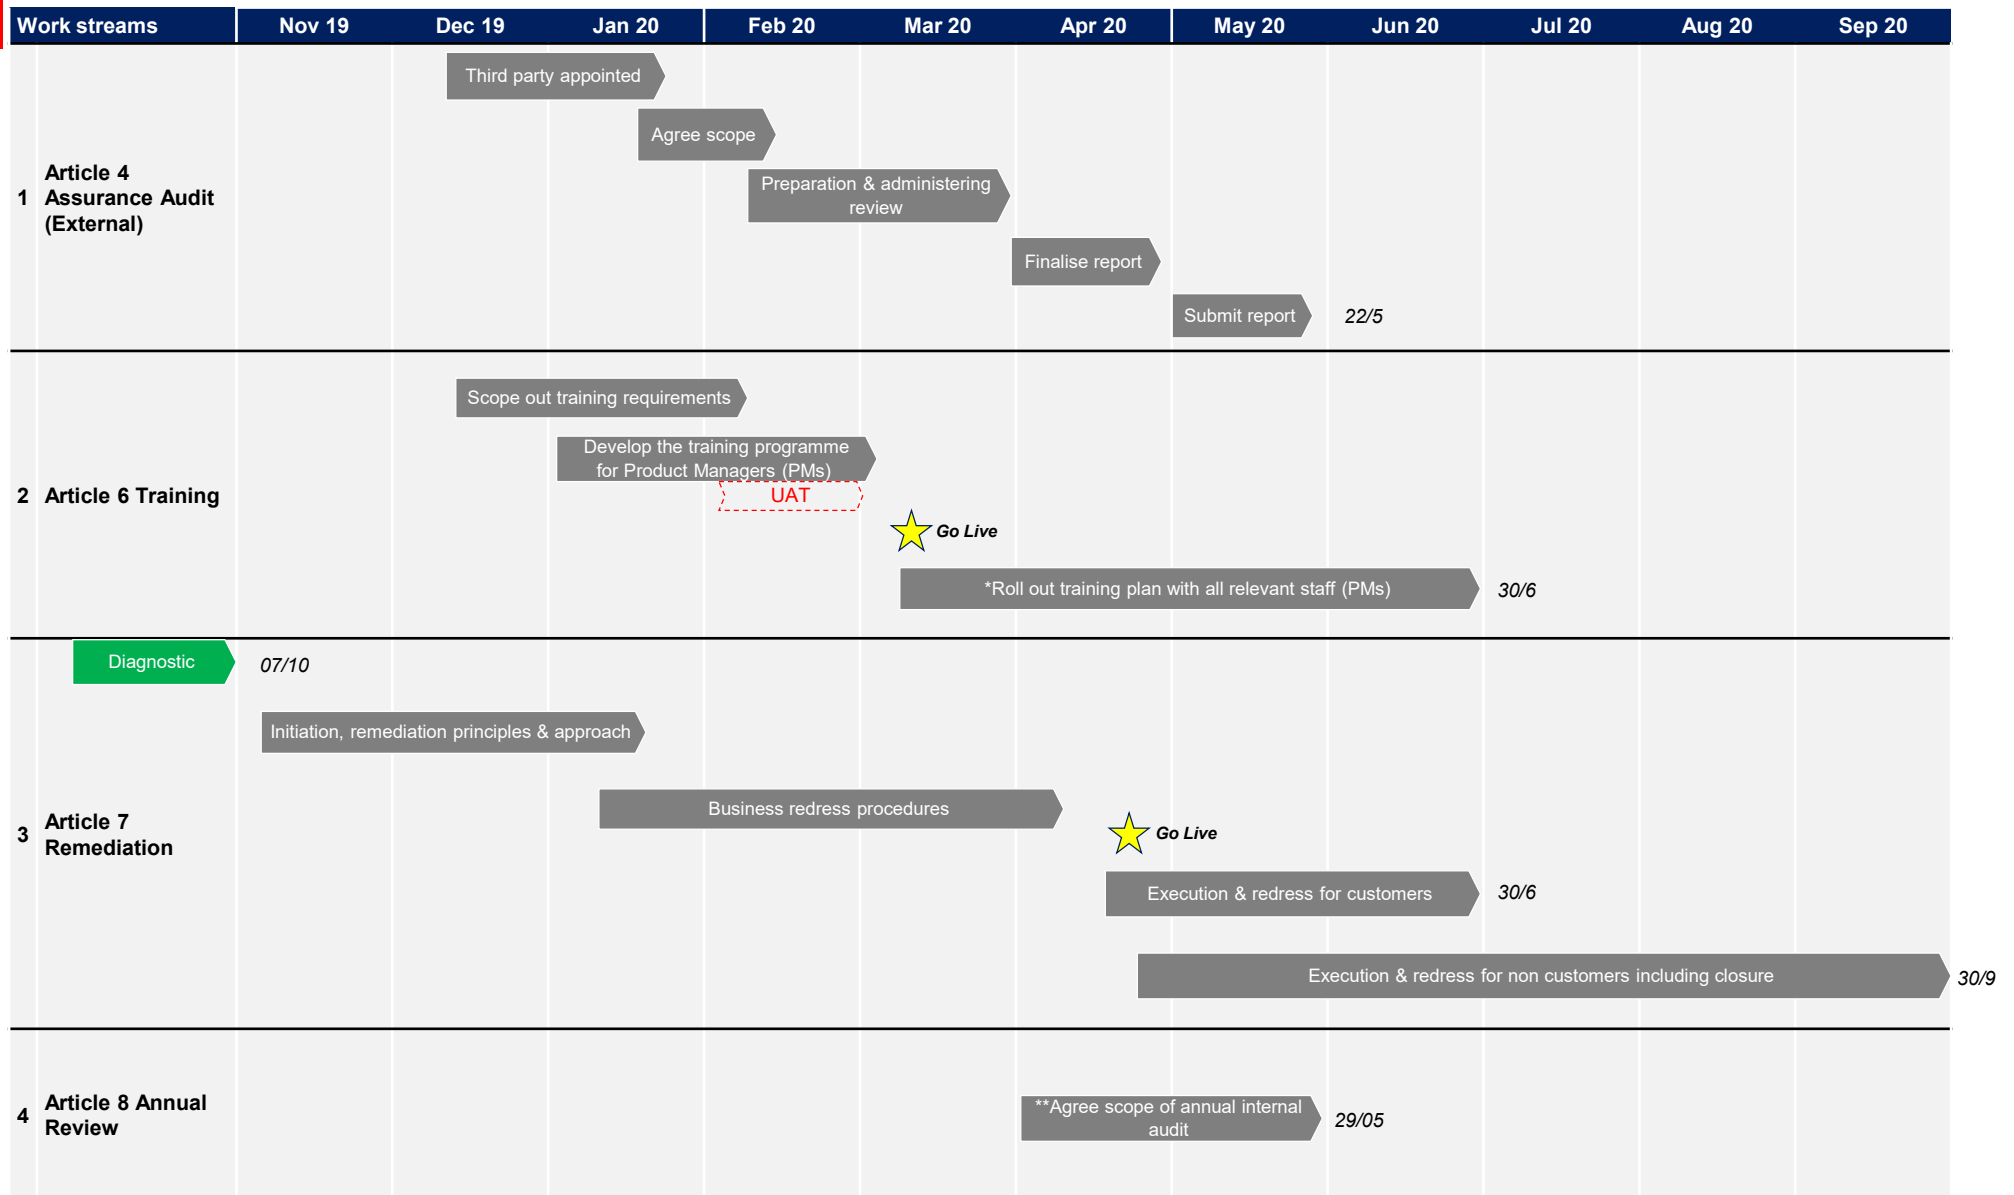 Work streams Nov 19 Dec 19 Jan 20 Feb 20 Mar 20 Apr 20 May 20 Jun 20 Jul 20 Aug 20 Sep 20
1
Article 4
Assurance Audit
(External)
Third party appointed
Agree scope
Preparation & administering
review
Finalise report
Submit report
22/5
2
Article 6 Training
Scope out training requirements
Develop the training programme
for Product Managers (PMs)
UAT
Go Live
*Roll out training plan with all relevant staff (PMs)
30/6
3
Article 7
Remediation
Diagnostic
07/10
Initiation, remediation principles & approach
Business redress procedures
Go Live
Execution & redress for customers
30/6
Execution & redress for non customers including closure
30/9
4
Article 8 Annual
Review
**Agree scope of annual internal
audit
29/05